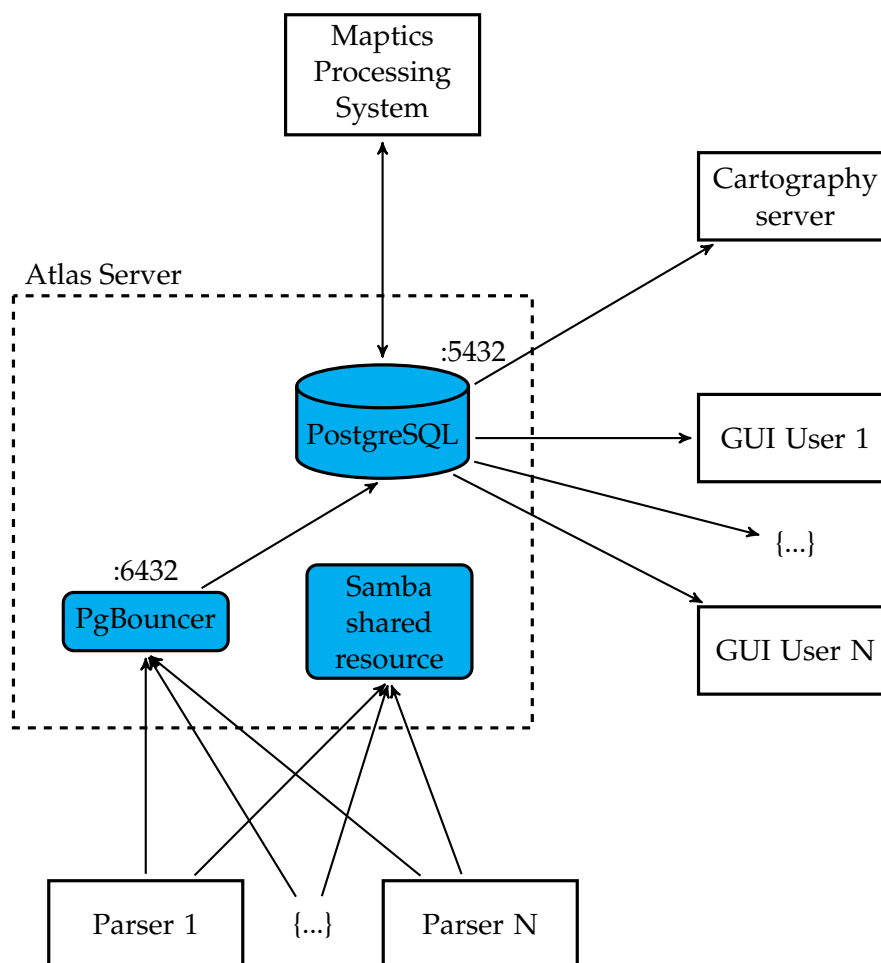 Maptics
Processing
System
Cartography
server
Atlas Server
:5432
PostgreSQL
GUI User 1
{...}
:6432
PgBouncer
Samba
shared
resource
GUI User N
Parser 1
{...}
Parser N